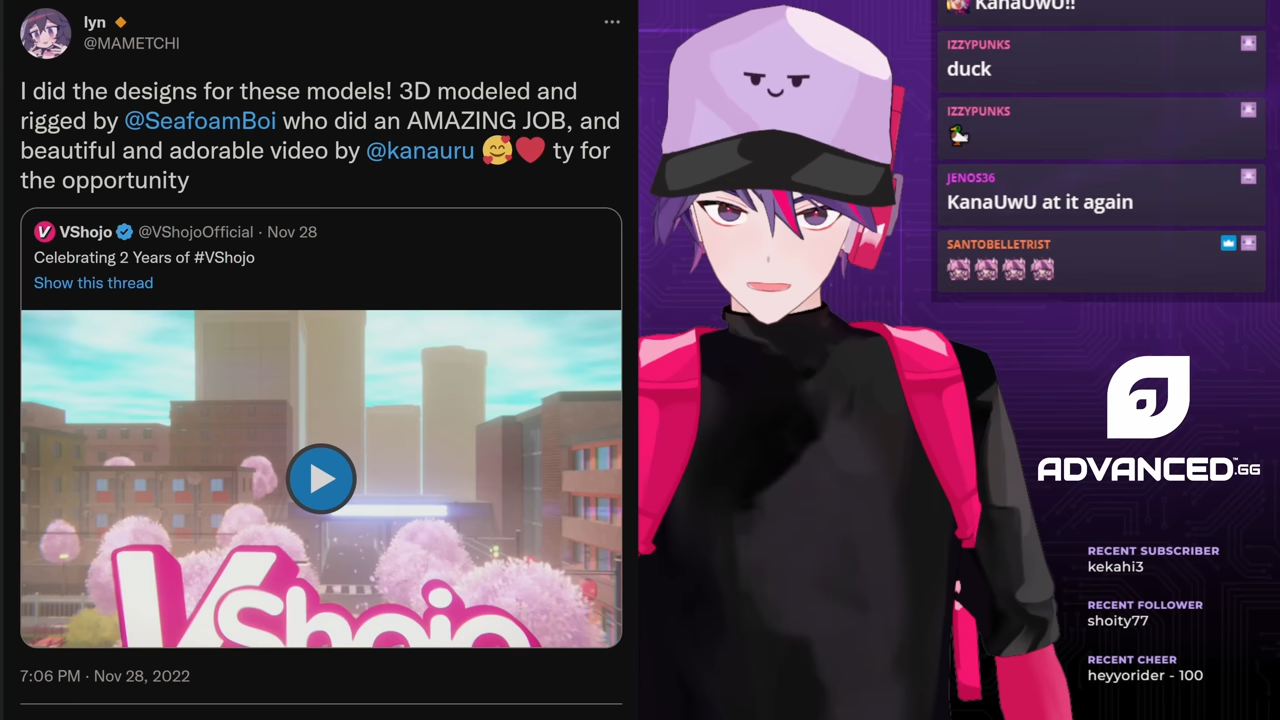 lyn
@MAMETCHI
I did the designs for these models! 3D modeled and
rigged by @SeafoamBoi who did an AMAZING JOB, and
beautiful and adorable video by @kanauru 🥰❤️ ty for
the opportunity
VShojo @VShojoOfficial · Nov 28
Celebrating 2 Years of #VShojo
Show this thread
VShojo
7:06 PM · Nov 28, 2022
KanaUwU!!
IZZYPUNKS
duck
IZZYPUNKS
JENOS36
KanaUwU at it again
SANTOBELLETRIST
ADVANCED™.GG
RECENT SUBSCRIBER
kekahi3
RECENT FOLLOWER
shoity77
RECENT CHEER
heyyorider - 100